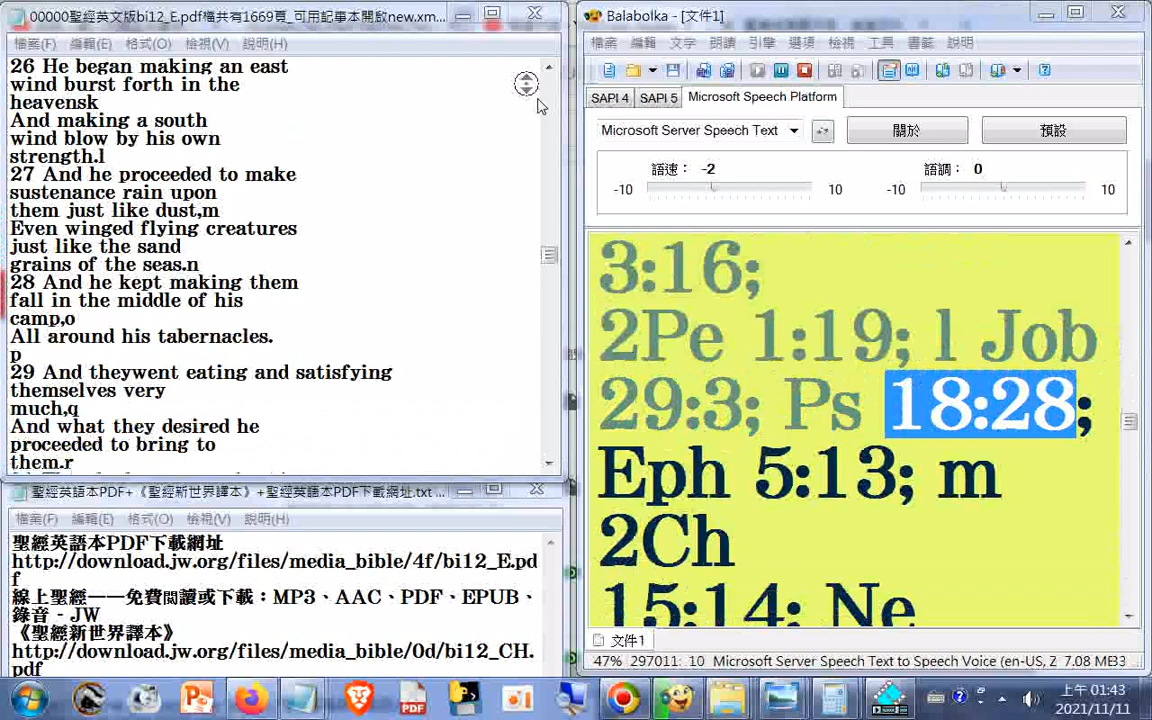 00000聖經英文版bi12_E.pdf檔共有1669頁_可用記事本開啟new.xm...
檔案(F) 編輯(E) 格式(O) 檢視(V) 說明(H)
26 He began making an east
wind burst forth in the
heavensk
And making a south
wind blow by his own
strength.l
27 And he proceeded to make
sustenance rain upon
them just like dust,m
Even winged flying creatures
just like the sand
grains of the seas.n
28 And he kept making them
fall in the middle of his
camp,o
All around his tabernacles.
p
29 And theywent eating and satisfying
themselves very
much,q
And what they desired he
proceeded to bring to
them.r
聖經英語本PDF+《聖經新世界譯本》+聖經英語本PDF下載網址.txt ...
檔案(F) 編輯(E) 格式(O) 檢視(V) 說明(H)
聖經英語本PDF下載網址
http://download.jw.org/files/media_bible/4f/bi12_E.pd
f
線上聖經——免費閱讀或下載：MP3、AAC、PDF、EPUB、
錄音 - JW
《聖經新世界譯本》
http://download.jw.org/files/media_bible/0d/bi12_CH.
pdf
Balabolka - [文件1]
檔案 編輯 文字 朗讀 引擎 選項 檢視 工具 書籤 說明
SAPI 4 SAPI 5 Microsoft Speech Platform
Microsoft Server Speech Text 關於 預設
語速： -2 語調： 0
-10 10 -10 10
3:16;
2Pe 1:19; l Job
29:3; Ps 18:28;
Eph 5:13; m
2Ch
15:14; Ne
文件1
47% 297011: 10 Microsoft Server Speech Text to Speech Voice (en-US, Z 7.08 MB
上午 01:43
2021/11/11